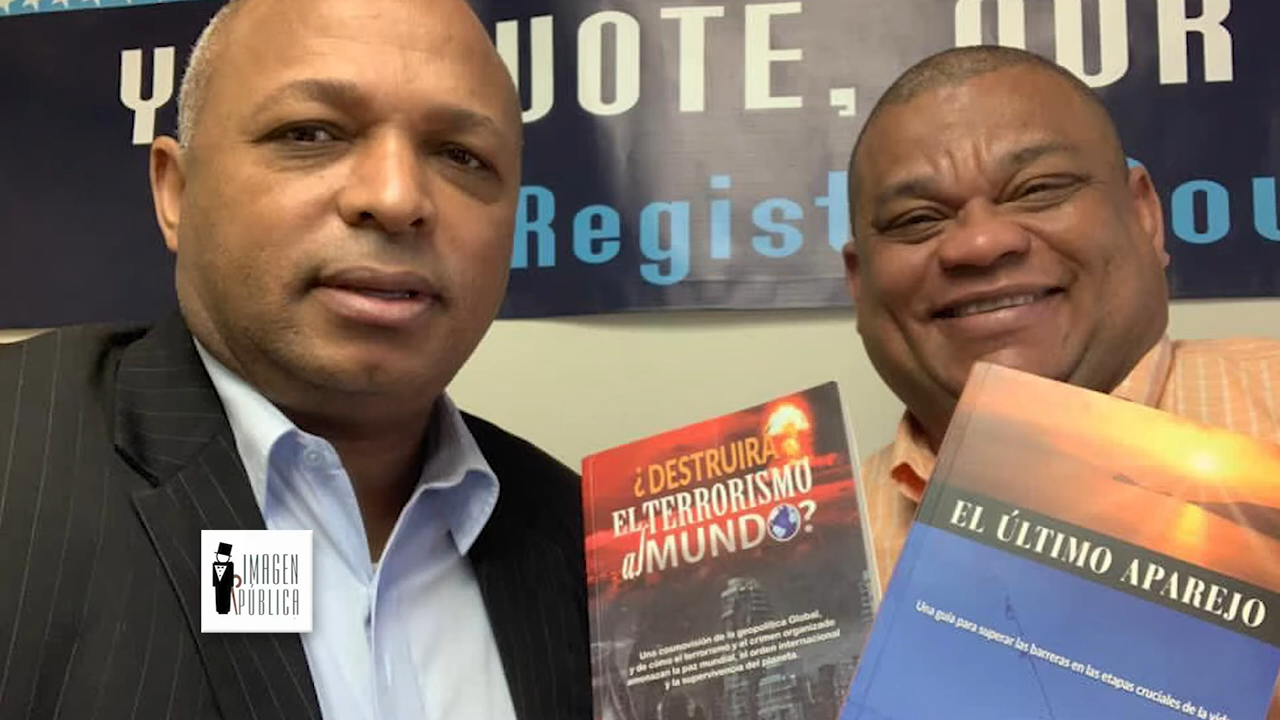 VOTE, OUR
Register
¿DESTRUIRÁ
EL TERRORISMO
al MUNDO?
Una cosmovisión de la geopolítica Global,
y de cómo el terrorismo y el crimen organizado
amenazan la paz mundial, el orden internacional
y la supervivencia del planeta.
EL ÚLTIMO APAREJO
Una guía para superar las barreras en las etapas cruciales de la vida
IMAGEN
PÚBLICA